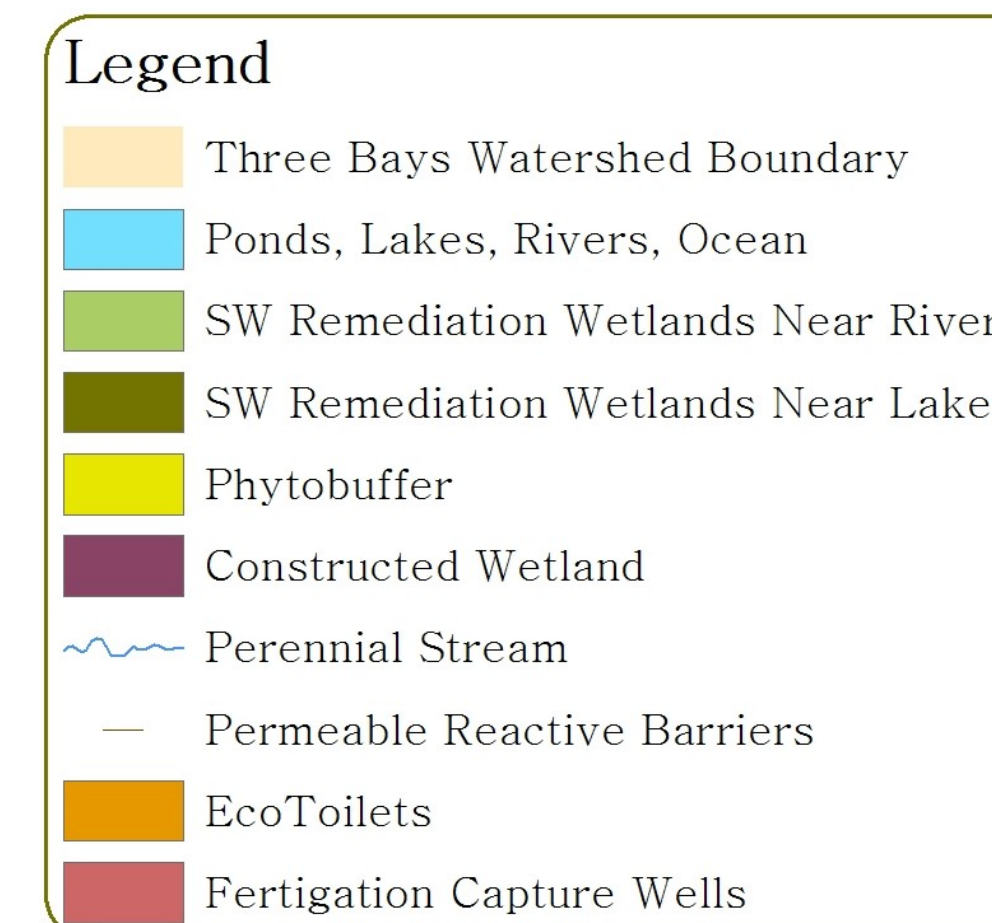 Legend
Three Bays Watershed Boundary
Ponds, Lakes, Rivers, Ocean
SW Remediation Wetlands Near River
SW Remediation Wetlands Near Lake
Phytobuffer
Constructed Wetland
Perennial Stream
Permeable Reactive Barriers
EcoToilets
Fertigation Capture Wells